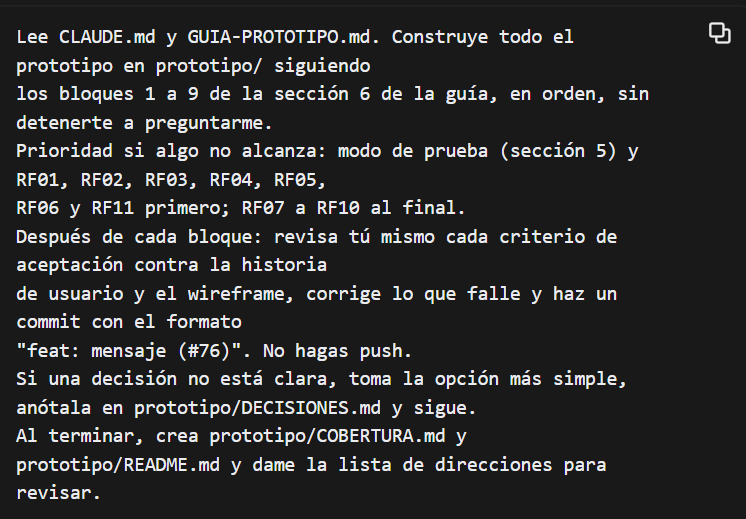 Lee CLAUDE.md y GUIA-PROTOTIPO.md. Construye todo el
prototipo en prototipo/ siguiendo
los bloques 1 a 9 de la sección 6 de la guía, en orden, sin
detenerte a preguntarme.
Prioridad si algo no alcanza: modo de prueba (sección 5) y
RF01, RF02, RF03, RF04, RF05,
RF06 y RF11 primero; RF07 a RF10 al final.
Después de cada bloque: revisa tú mismo cada criterio de
aceptación contra la historia
de usuario y el wireframe, corrige lo que falle y haz un
commit con el formato
"feat: mensaje (#76)". No hagas push.
Si una decisión no está clara, toma la opción más simple,
anótala en prototipo/DECISIONES.md y sigue.
Al terminar, crea prototipo/COBERTURA.md y
prototipo/README.md y dame la lista de direcciones para
revisar.